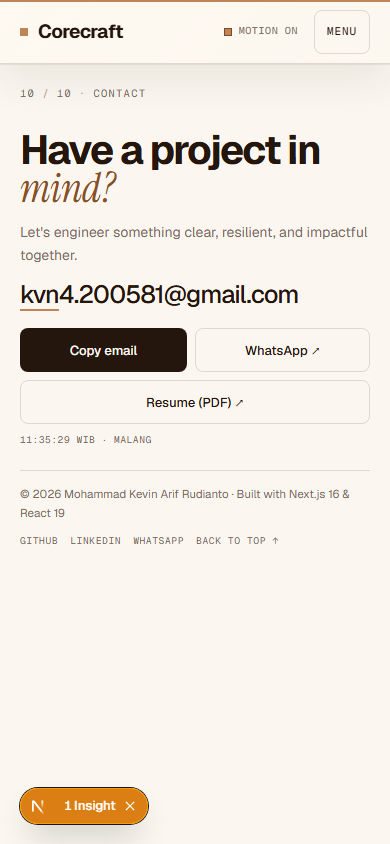 Corecraft
MOTION ON
MENU
10 / 10 · CONTACT
Have a project in
mind?
Let's engineer something clear, resilient, and impactful
together.
kvn4.200581@gmail.com
Copy email
WhatsApp ↗
Resume (PDF) ↗
11:35:29 WIB · MALANG
© 2026 Mohammad Kevin Arif Rudianto · Built with Next.js 16 &
React 19
GITHUB LINKEDIN WHATSAPP BACK TO TOP ↑
N 1 Insight ×